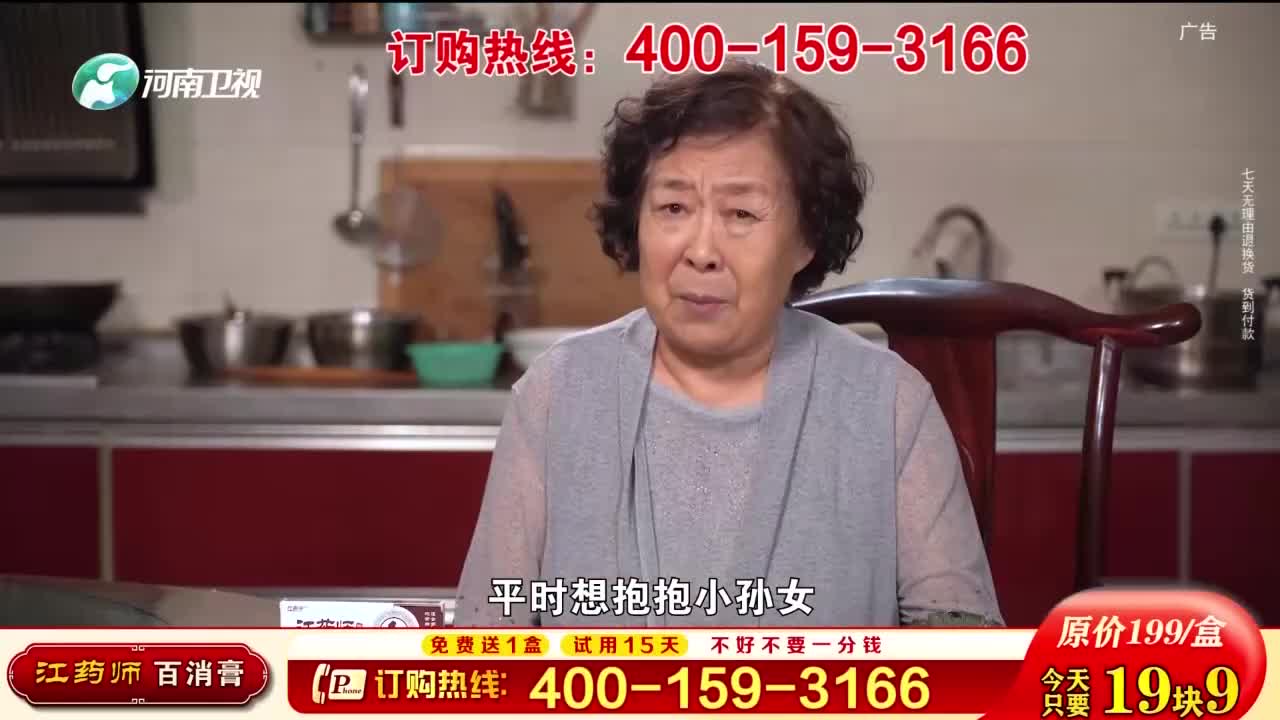 订购热线：400-159-3166
广告
河南卫视
七天无理由退换货 货到付款
平时想抱抱小孙女
江药师
江药师 百消膏
免费送1盒 试用15天 不好不要一分钱
Phone 订购热线: 400-159-3166
原价199/盒
今天只要19块9